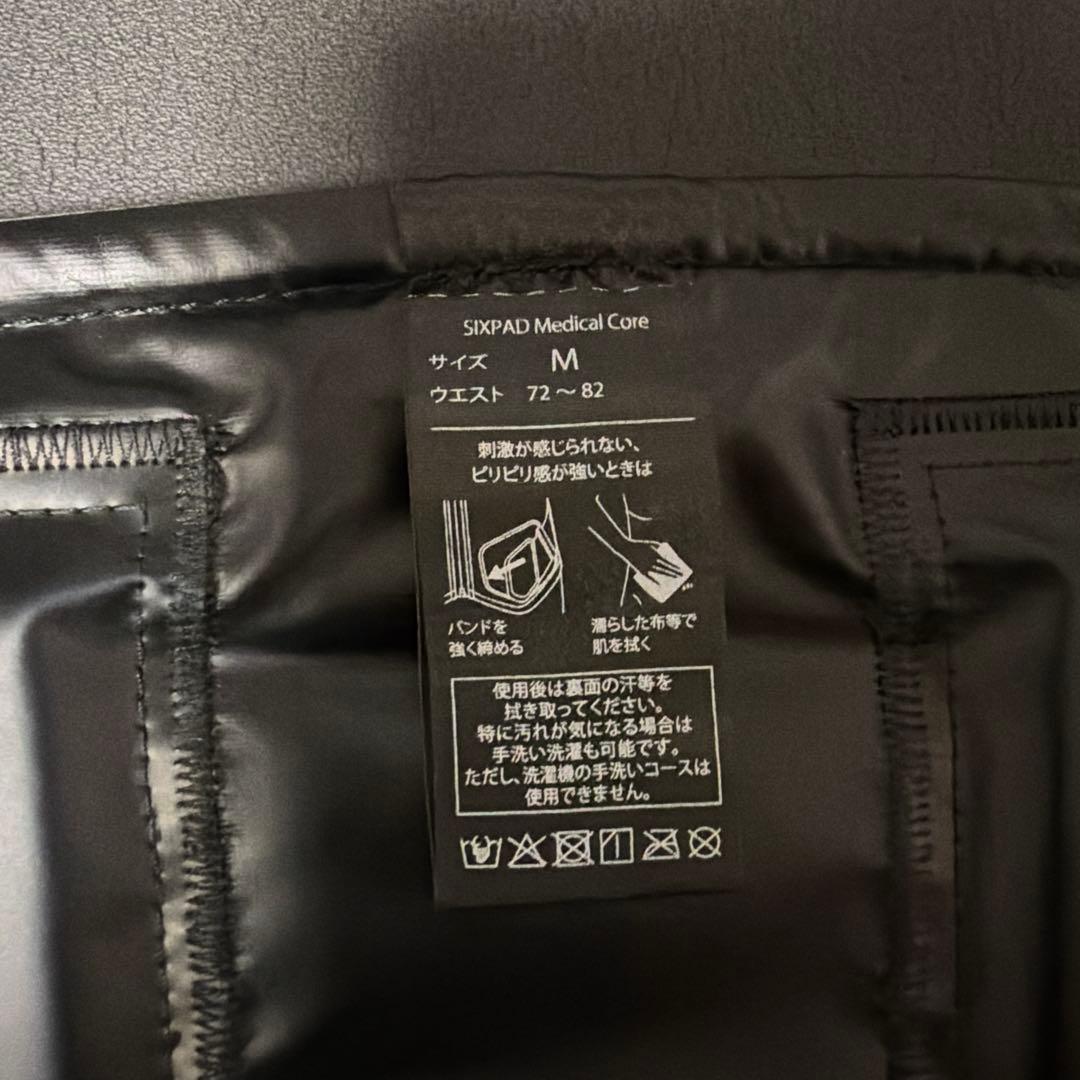 SIXPAD Medical Core
サイズ M
ウエスト 72～82
刺激が感じられない、
ピリピリ感が強いときは
バンドを
強く締める
濡らした布等で
肌を拭く
使用後は裏面の汗等を
拭き取ってください。
特に汚れが気になる場合は
手洗い洗濯も可能です。
ただし、洗濯機の手洗いコースは
使用できません。